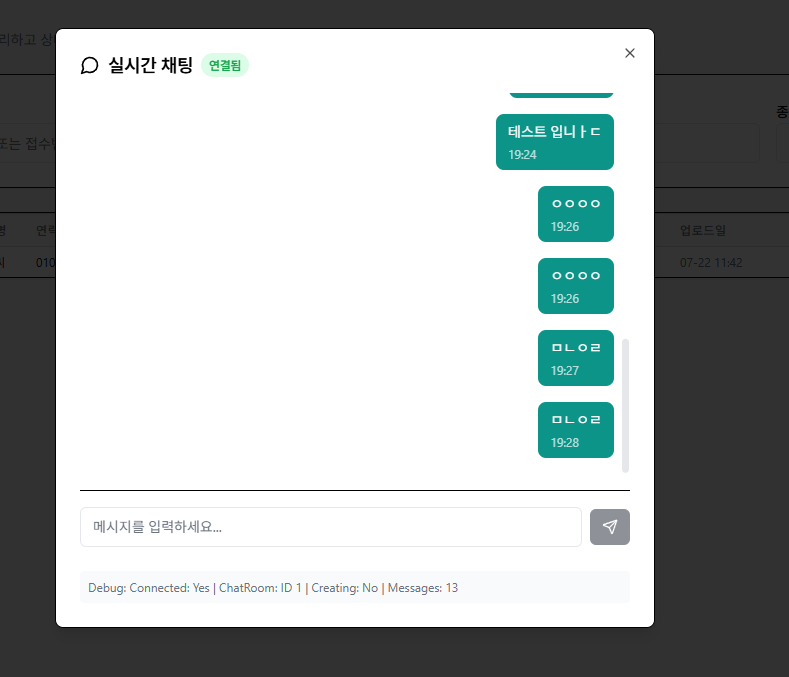 리하고 상
실시간 채팅
연결됨
종
또는 접수
테스트 입니ㅏㄷ
19:24
ㅇㅇㅇㅇ
19:26
명
연락
업로드일
010
07-22 11:42
ㅇㅇㅇㅇ
19:26
ㅁㄴㅇㄹ
19:27
ㅁㄴㅇㄹ
19:28
메시지를 입력하세요...
Debug: Connected: Yes | ChatRoom: ID 1 | Creating: No | Messages: 13